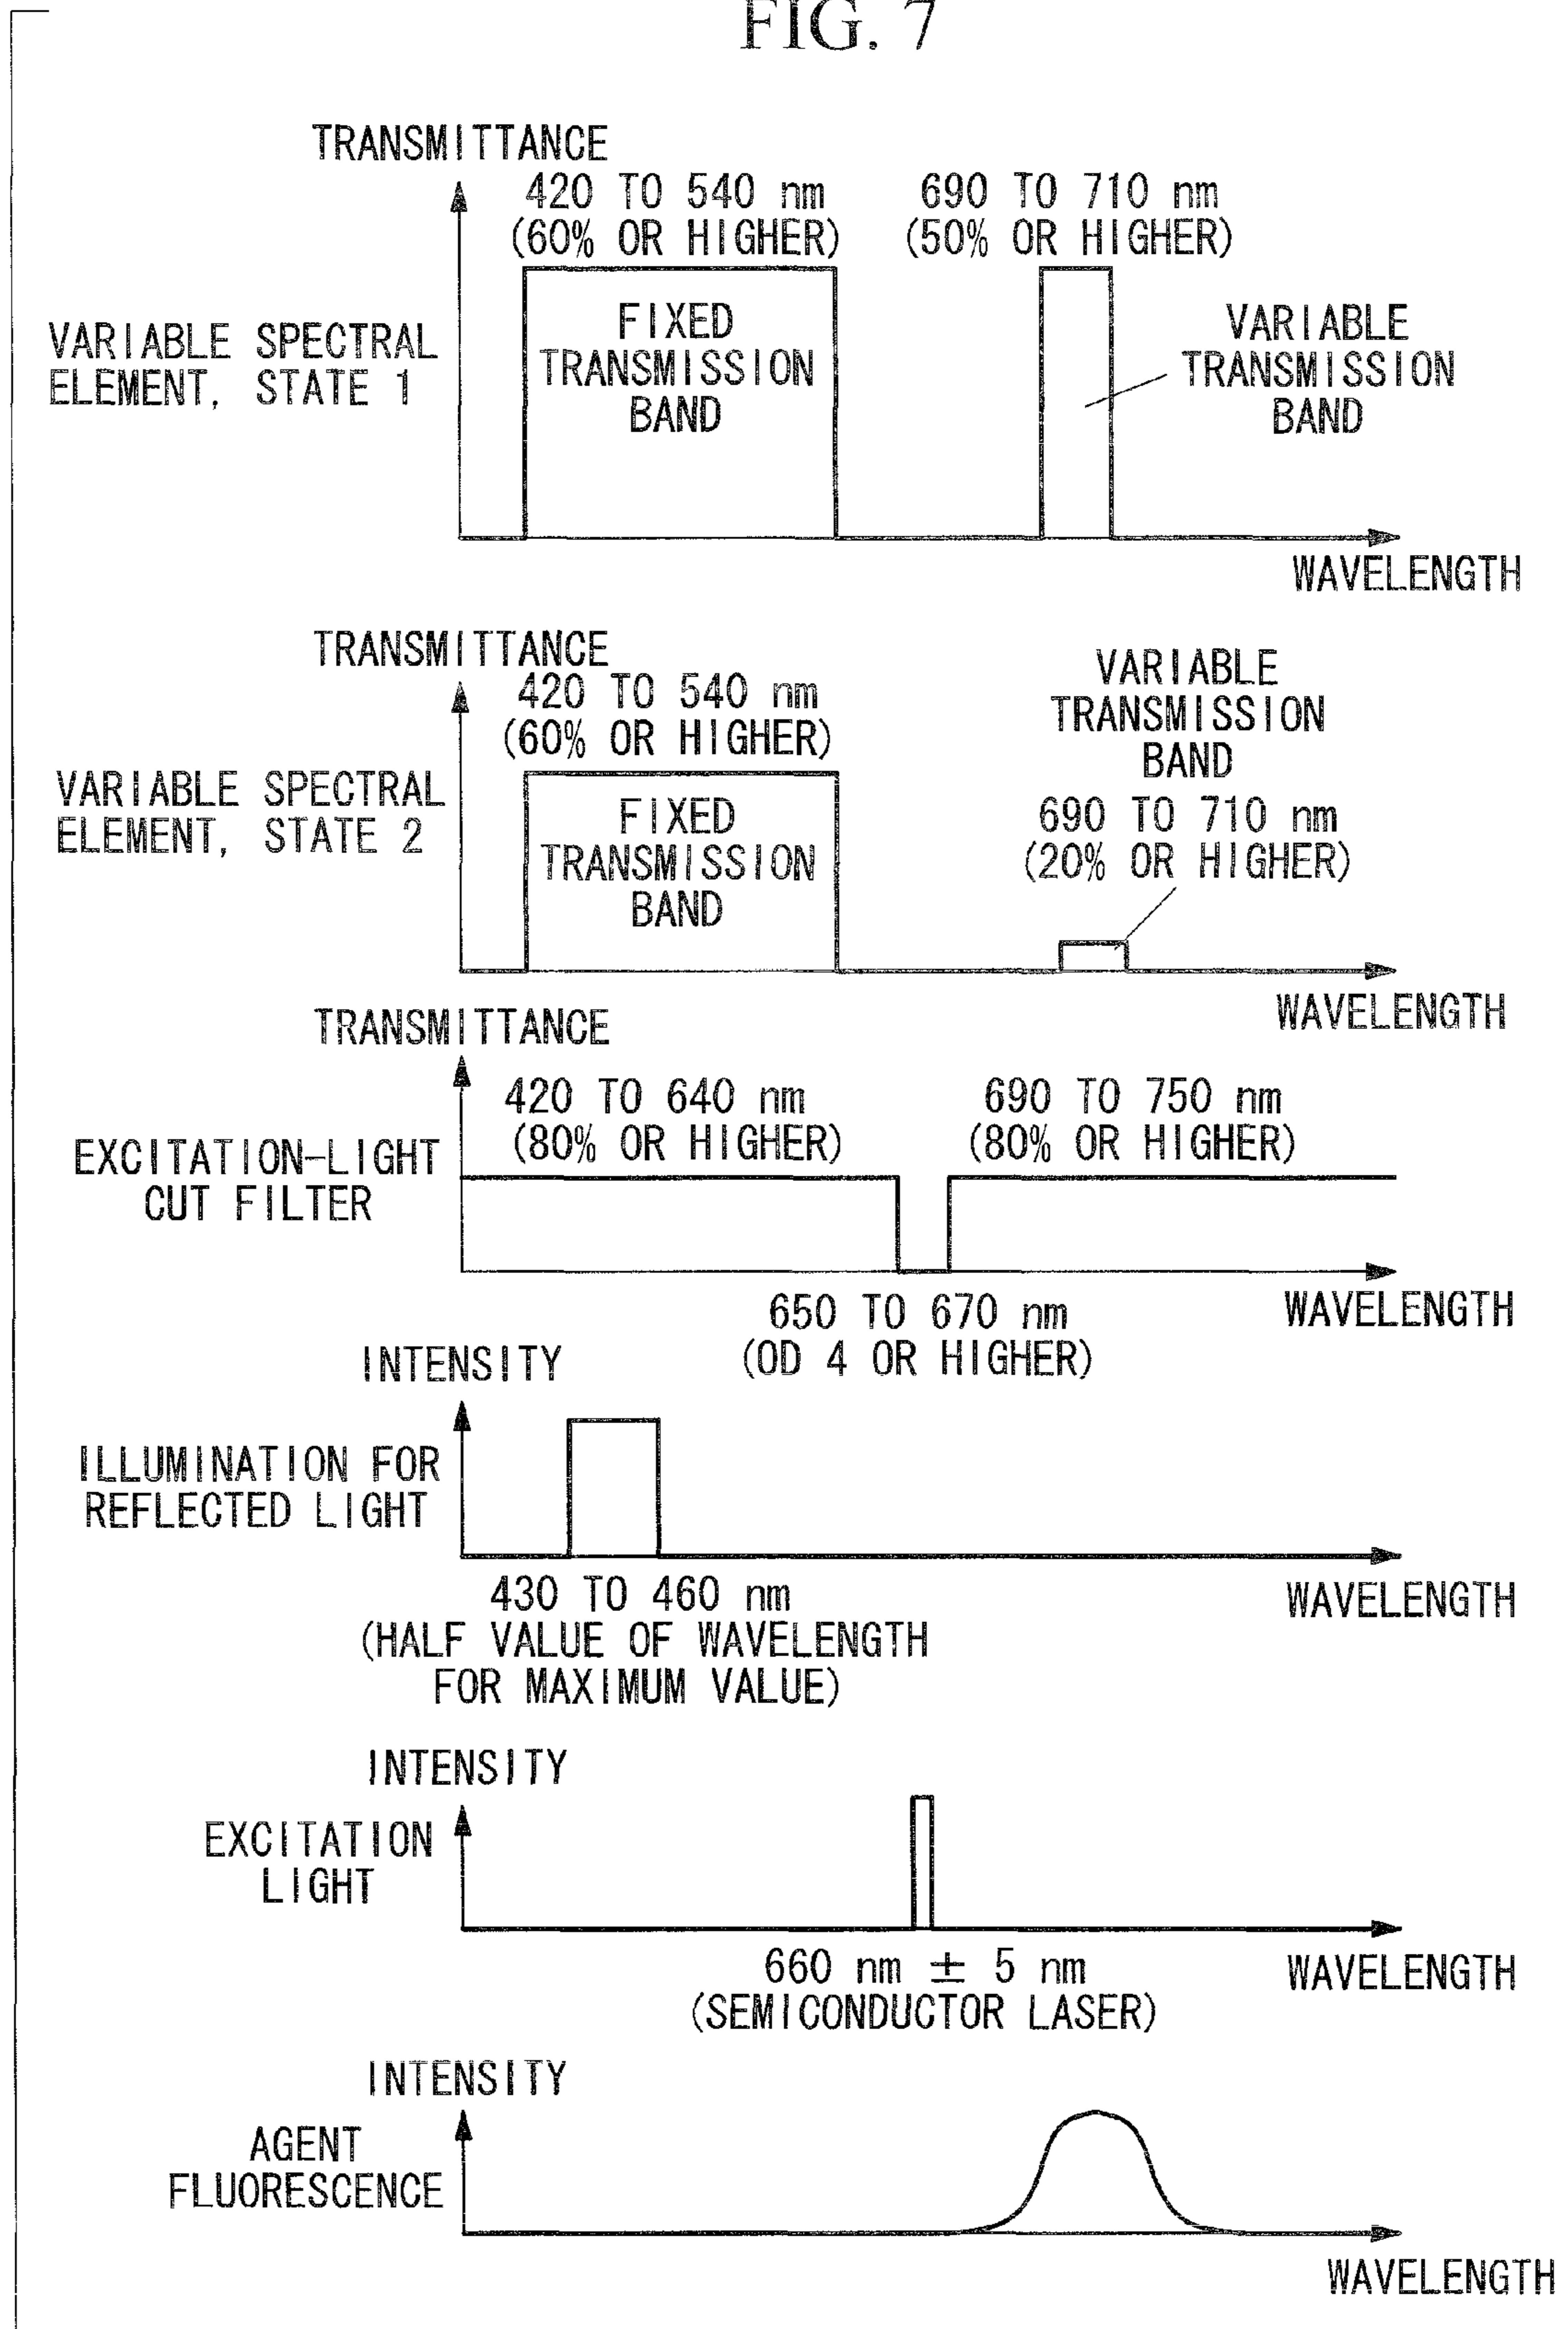 FIG. 7
TRANSMITTANCE
420 TO 540 nm
(60% OR HIGHER)
690 TO 710 nm
(50% OR HIGHER)
VARIABLE SPECTRAL
ELEMENT, STATE 1
FIXED
TRANSMISSION
BAND
VARIABLE
TRANSMISSION
BAND
WAVELENGTH
TRANSMITTANCE
420 TO 540 nm
(60% OR HIGHER)
VARIABLE
TRANSMISSION
BAND
690 TO 710 nm
(20% OR HIGHER)
VARIABLE SPECTRAL
ELEMENT, STATE 2
FIXED
TRANSMISSION
BAND
WAVELENGTH
TRANSMITTANCE
420 TO 640 nm
(80% OR HIGHER)
690 TO 750 nm
(80% OR HIGHER)
EXCITATION-LIGHT
CUT FILTER
WAVELENGTH
650 TO 670 nm
(OD 4 OR HIGHER)
INTENSITY
ILLUMINATION FOR
REFLECTED LIGHT
WAVELENGTH
430 TO 460 nm
(HALF VALUE OF WAVELENGTH
FOR MAXIMUM VALUE)
INTENSITY
EXCITATION
LIGHT
WAVELENGTH
660 nm ± 5 nm
(SEMICONDUCTOR LASER)
INTENSITY
AGENT
FLUORESCENCE
WAVELENGTH